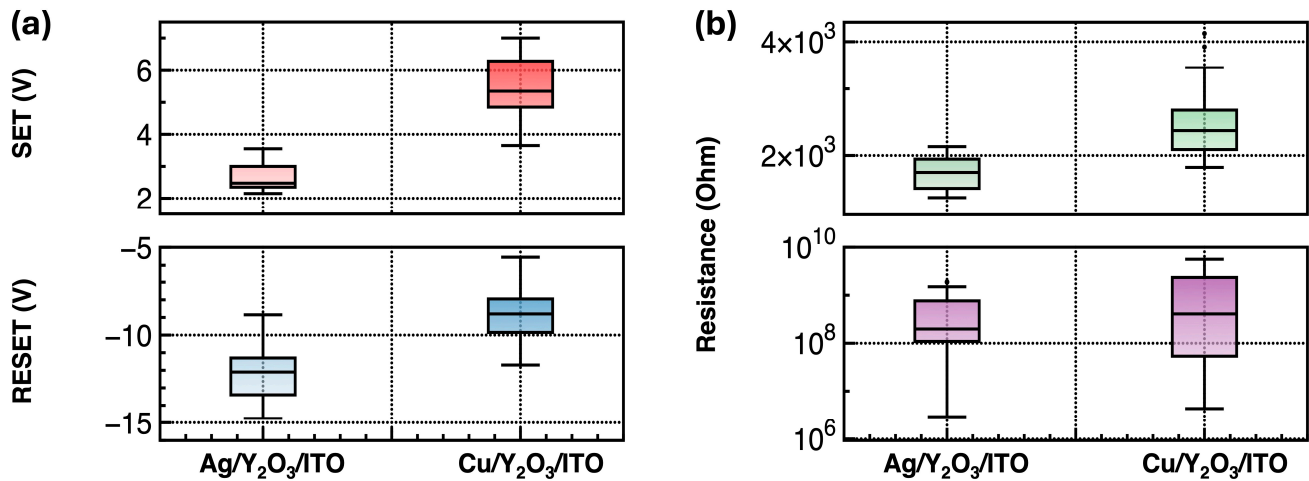 (a)
SET (V)
6
4
2
RESET (V)
−5
−10
−15
Ag/Y₂O₃/ITO
Cu/Y₂O₃/ITO
(b)
Resistance (Ohm)
4×10³
2×10³
10¹⁰
10⁸
10⁶
Ag/Y₂O₃/ITO
Cu/Y₂O₃/ITO